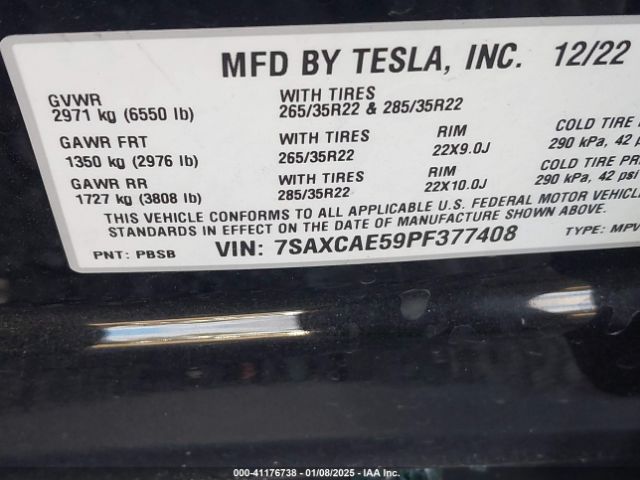 MFD BY TESLA, INC. 12/22
GVWR
2971 kg (6550 lb)
WITH TIRES
265/35R22 & 285/35R22
GAWR FRT
1350 kg (2976 lb)
WITH TIRES
265/35R22
RIM
22X9.0J
COLD TIRE
290 kPa, 42
GAWR RR
1727 kg (3808 lb)
WITH TIRES
285/35R22
RIM
22X10.0J
COLD TIRE
290 kPa, 42 psi
THIS VEHICLE CONFORMS TO ALL APPLICABLE U.S. FEDERAL MOTOR VEHICLE
STANDARDS IN EFFECT ON THE DATE OF MANUFACTURE SHOWN ABOVE.
PNT: PBSB
VIN: 7SAXCAE59PF377408
TYPE: MPV
000-41176738 - 01/08/2025 - IAA Inc.